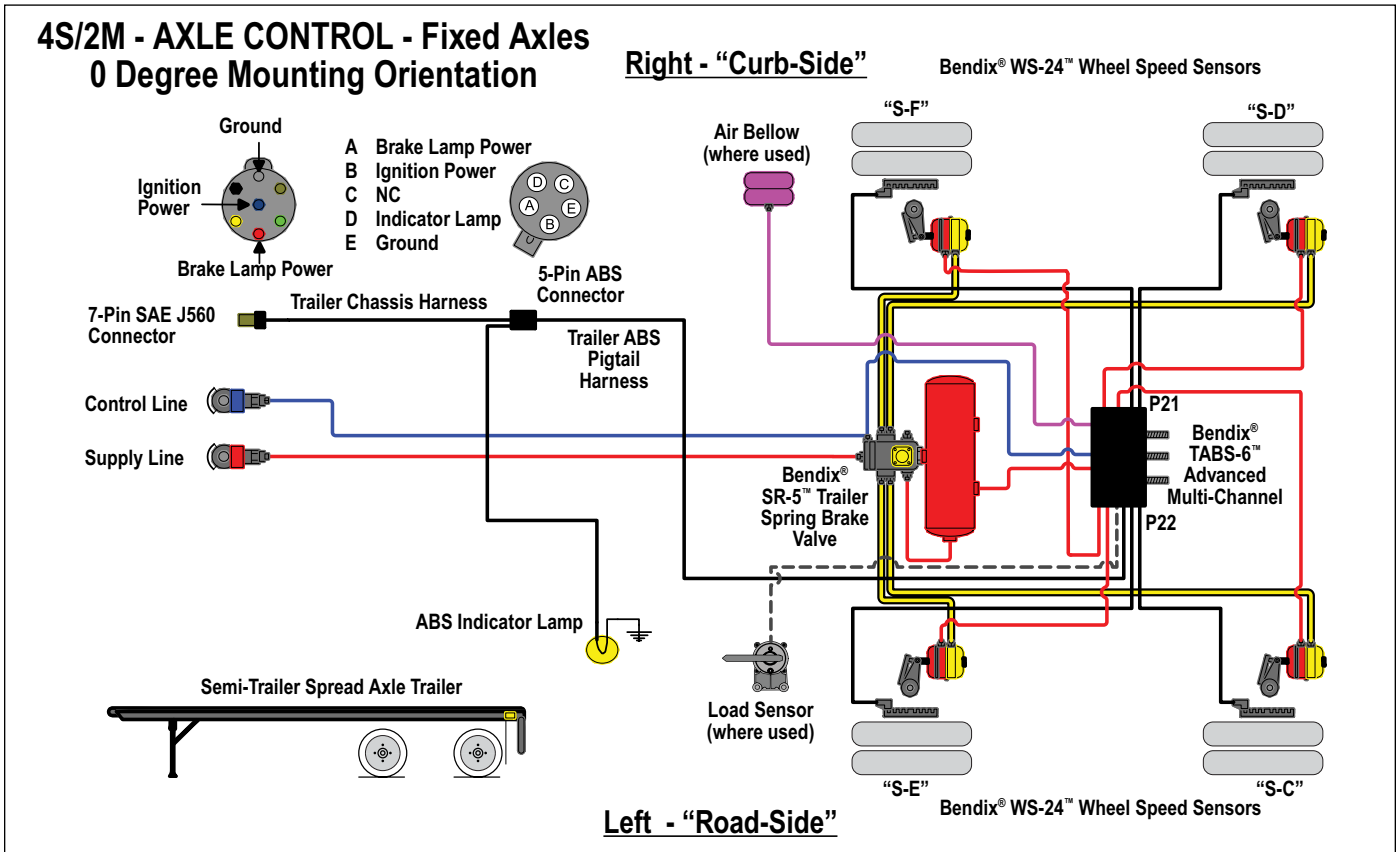 4S/2M - AXLE CONTROL - Fixed Axles
0 Degree Mounting Orientation
Right - “Curb-Side”
Bendix® WS-24™ Wheel Speed Sensors
“S-F”
“S-D”
Ground
Ignition
Power
Brake Lamp Power
A Brake Lamp Power
B Ignition Power
C NC
D Indicator Lamp
E Ground
D
C
A
E
B
Air Bellow
(where used)
5-Pin ABS
Connector
Trailer Chassis Harness
7-Pin SAE J560
Connector
Trailer ABS
Pigtail
Harness
Control Line
Supply Line
Bendix®
SR-5™ Trailer
Spring Brake
Valve
P21
Bendix®
TABS-6™
Advanced
Multi-Channel
P22
ABS Indicator Lamp
Semi-Trailer Spread Axle Trailer
Load Sensor
(where used)
“S-E”
“S-C”
Bendix® WS-24™ Wheel Speed Sensors
Left - “Road-Side”